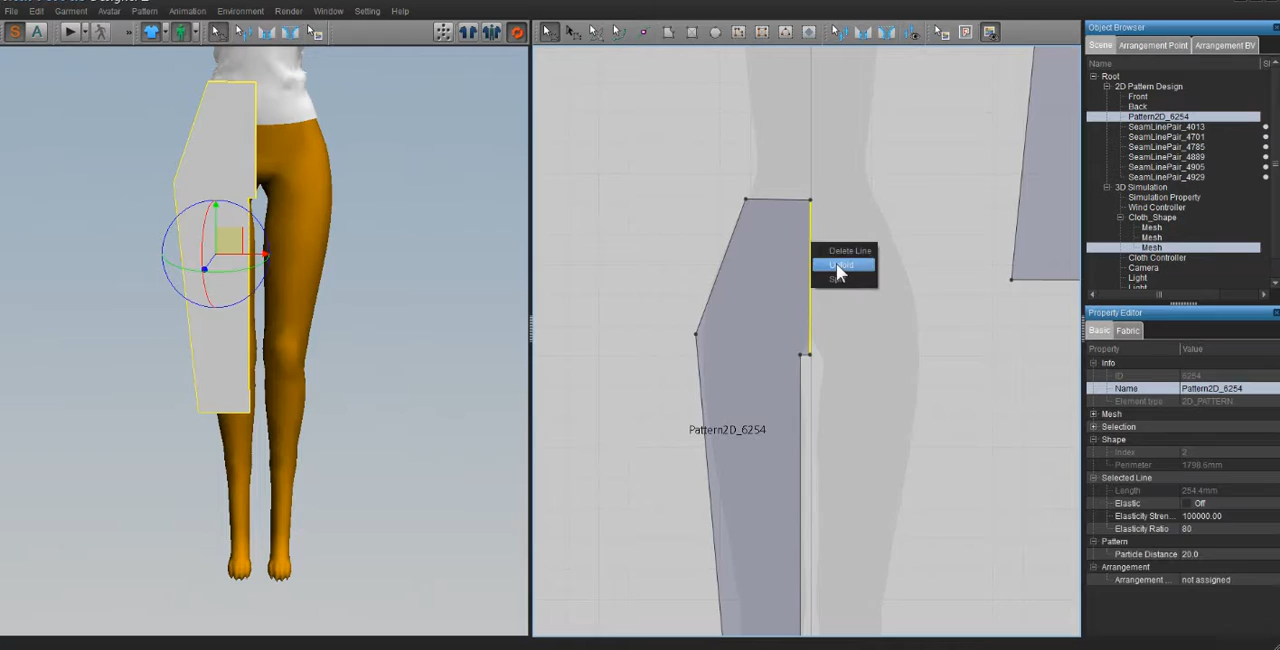 File Edit Garment Avatar Pattern Animation Environment Render Window Setting Help
S A
Delete Line
Unfold
Pattern2D_6254
Object Browser
Scene Arrangement Point Arrangement BV
Name
Root
2D Pattern Design
Front
Back
Pattern2D_6254
SeamLinePair_4013
SeamLinePair_4701
SeamLinePair_4785
SeamLinePair_4889
SeamLinePair_4905
SeamLinePair_4929
3D Simulation
Simulation Property
Wind Controller
Cloth_Shape
Mesh
Mesh
Mesh
Cloth Controller
Camera
Light
Light
Property Editor
Basic Fabric
Property Value
Info
ID 6254
Name Pattern2D_6254
Element type 2D_PATTERN
Mesh
Selection
Shape
Index 2
Perimeter 1798.6mm
Selected Line
Length 254.4mm
Elastic Off
Elasticity Stren... 100000.00
Elasticity Ratio 80
Pattern
Particle Distance 20.0
Arrangement
Arrangement ... not assigned